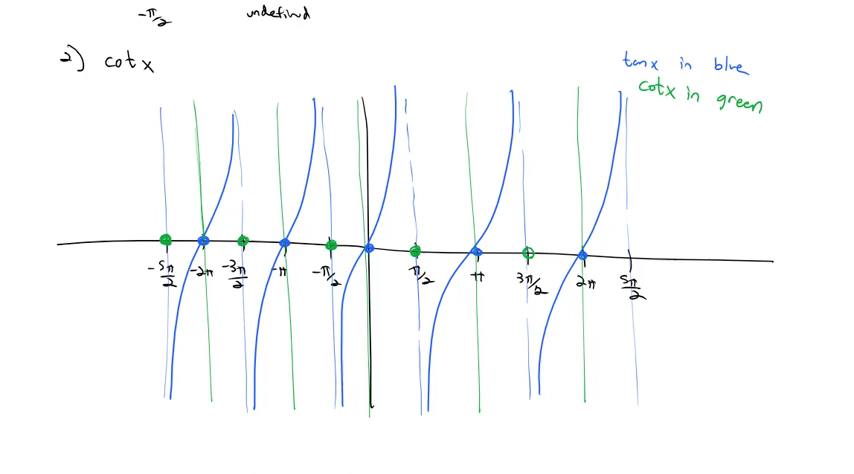 -π/2 undefind
2) cot x
tan x in blue
cot x in green
-5π/2 -2π -3π/2 -π -π/2 π/2 π 3π/2 2π 5π/2